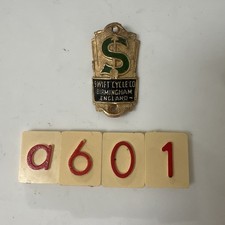 S
SWIFT CYCLE CO
BIRMINGHAM
ENGLAND
a601